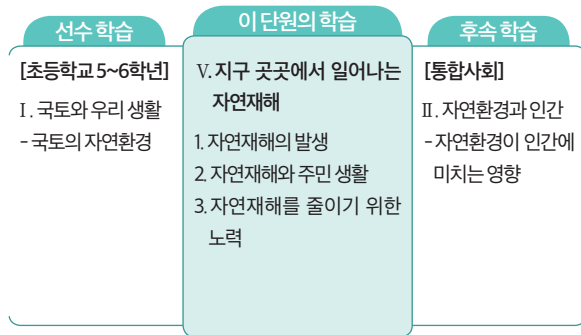 선수 학습
[초등학교 5~6학년]
Ⅰ. 국토와 우리 생활
- 국토의 자연환경
이 단원의 학습
Ⅴ. 지구 곳곳에서 일어나는
자연재해
1. 자연재해의 발생
2. 자연재해와 주민 생활
3. 자연재해를 줄이기 위한
노력
후속 학습
[통합사회]
Ⅱ. 자연환경과 인간
- 자연환경이 인간에
미치는 영향